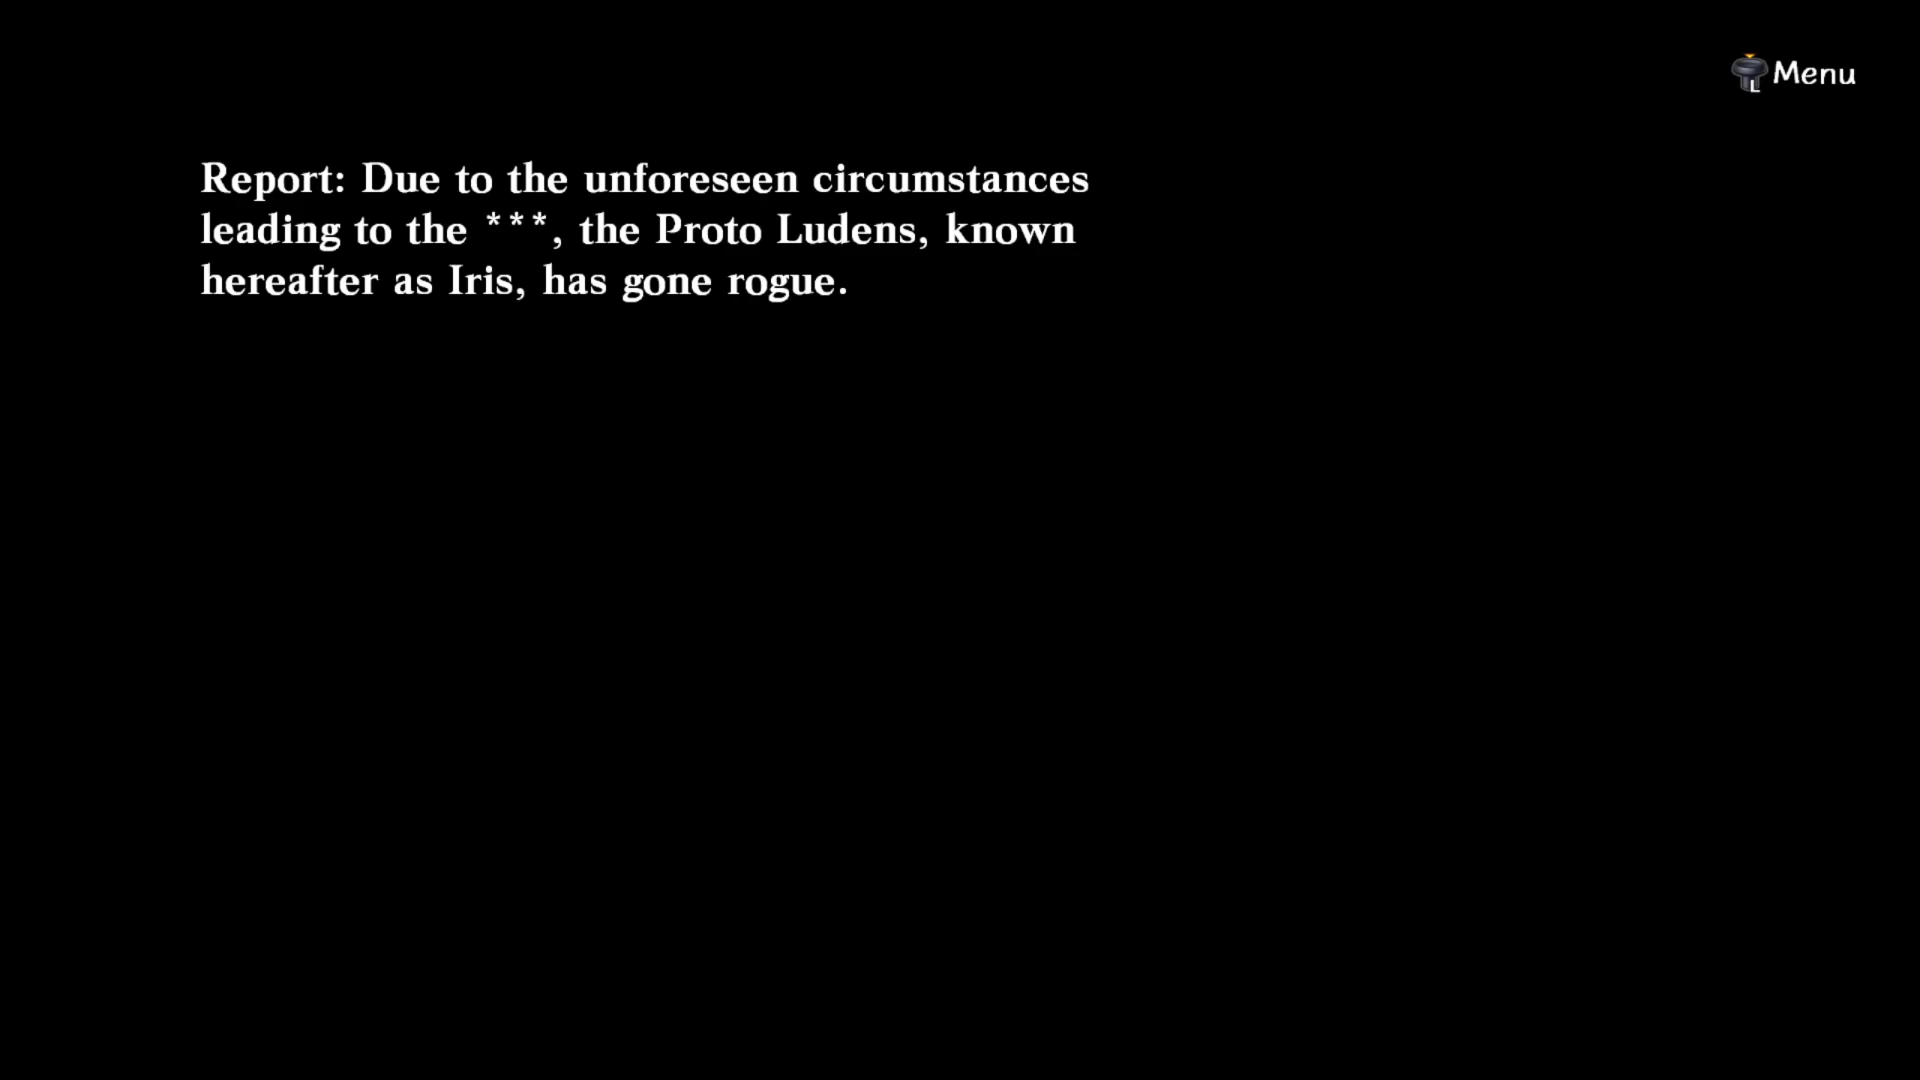 Menu
Report: Due to the unforeseen circumstances
leading to the ***, the Proto Ludens, known
hereafter as Iris, has gone rogue.